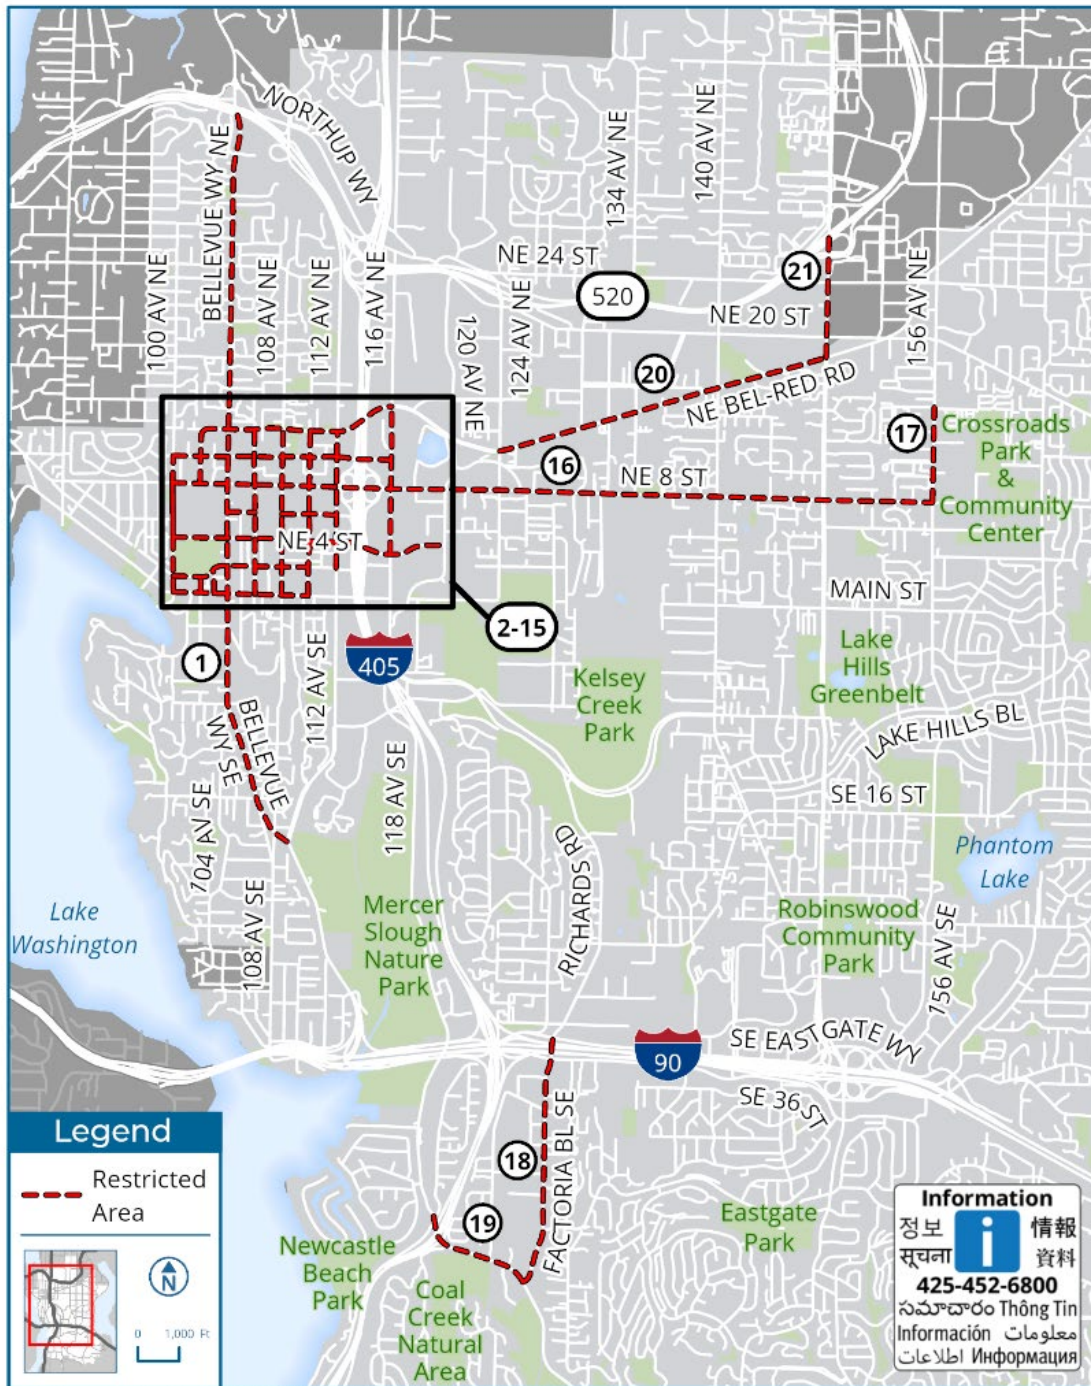 NORTHUP WY
BELLEVUE WY NE
134 AV NE
140 AV NE
NE 24 ST
21
100 AV NE
108 AV NE
112 AV NE
116 AV NE
520
NE 20 ST
156 AV NE
120 AV NE
124 AV NE
20
NE BEL-RED RD
17
Crossroads
Park
&
Community
Center
16
NE 8 ST
NE 4 ST
MAIN ST
2-15
1
405
Lake
Hills
Greenbelt
Kelsey
Creek
Park
112 AV SE
BELLEVUE
WY SE
LAKE HILLS BL
SE 16 ST
118 AV SE
104 AV SE
Phantom
Lake
RICHARDS RD
Lake
Washington
Mercer
Slough
Nature
Park
108 AV SE
Robinswood
Community
Park
156 AV SE
SE EASTGATE WY
90
SE 36 ST
FACTORIA BL SE
18
19
Newcastle
Beach
Park
Coal
Creek
Natural
Area
Eastgate
Park
Legend
Restricted
Area
N
0 1,000 Ft
Information
정보 i 情報
सूचना 資料
425-452-6800
సమాచారం Thông Tin
Información معلومات
اطلاعات Информация